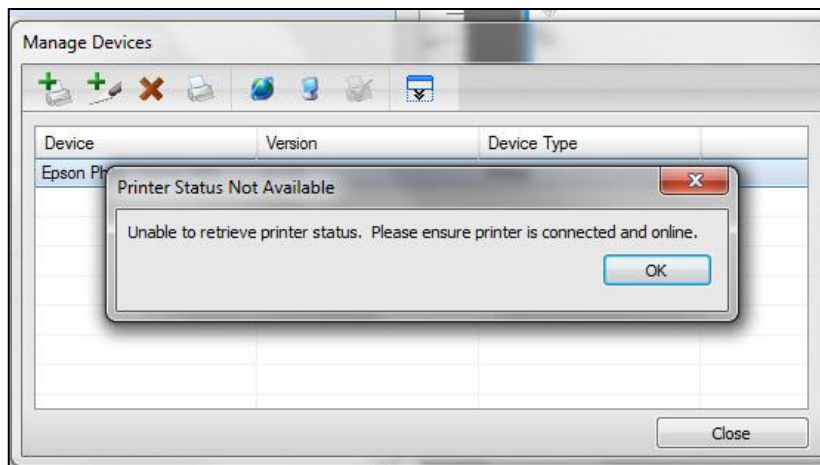 Manage Devices
Device Version Device Type
Epson Ph
Printer Status Not Available
Unable to retrieve printer status. Please ensure printer is connected and online.
OK
Close